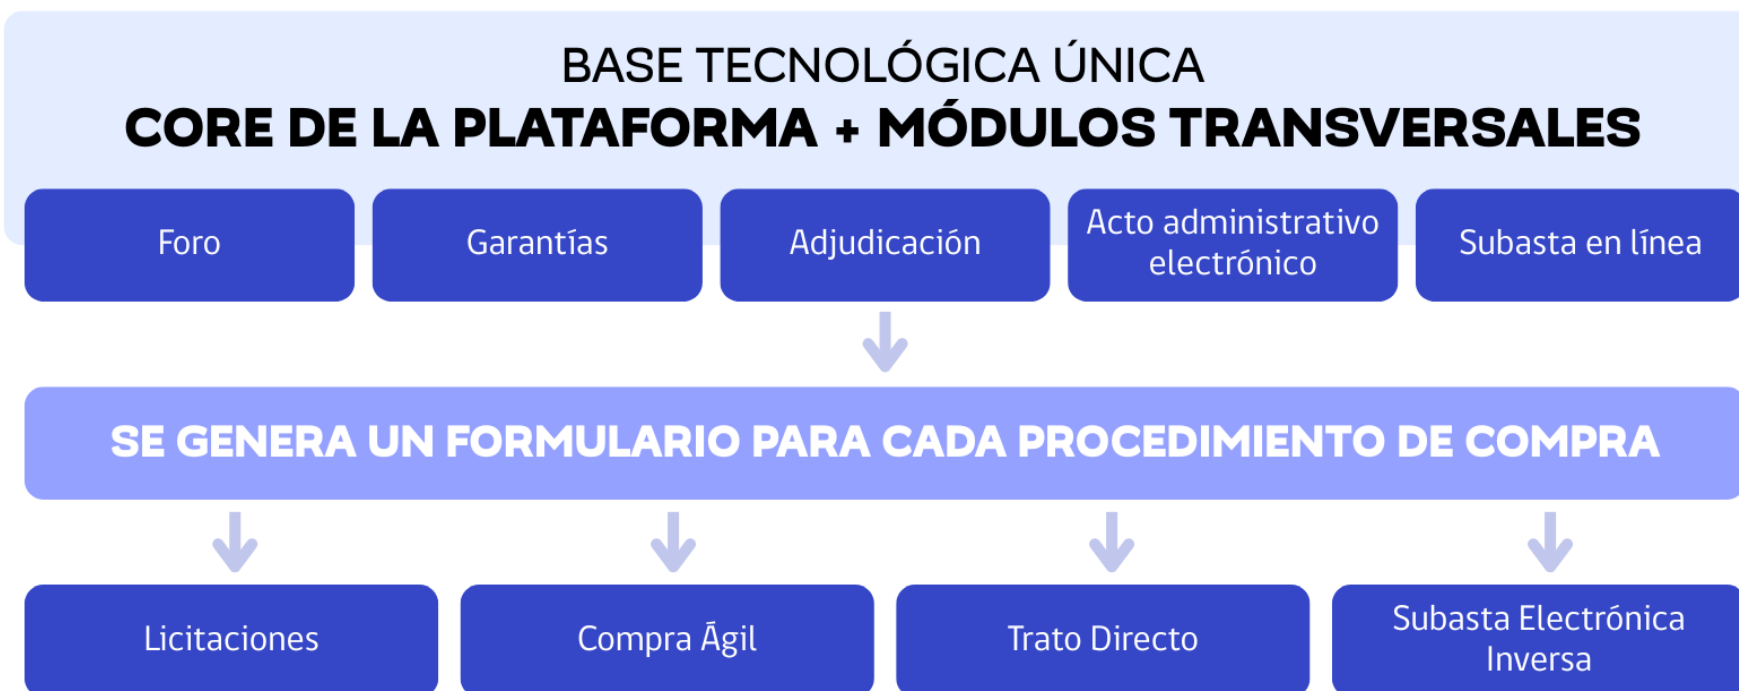 BASE TECNOLÓGICA ÚNICA
CORE DE LA PLATAFORMA + MÓDULOS TRANSVERSALES
Foro
Garantías
Adjudicación
Acto administrativo
electrónico
Subasta en línea
SE GENERA UN FORMULARIO PARA CADA PROCEDIMIENTO DE COMPRA
Licitaciones
Compra Ágil
Trato Directo
Subasta Electrónica
Inversa